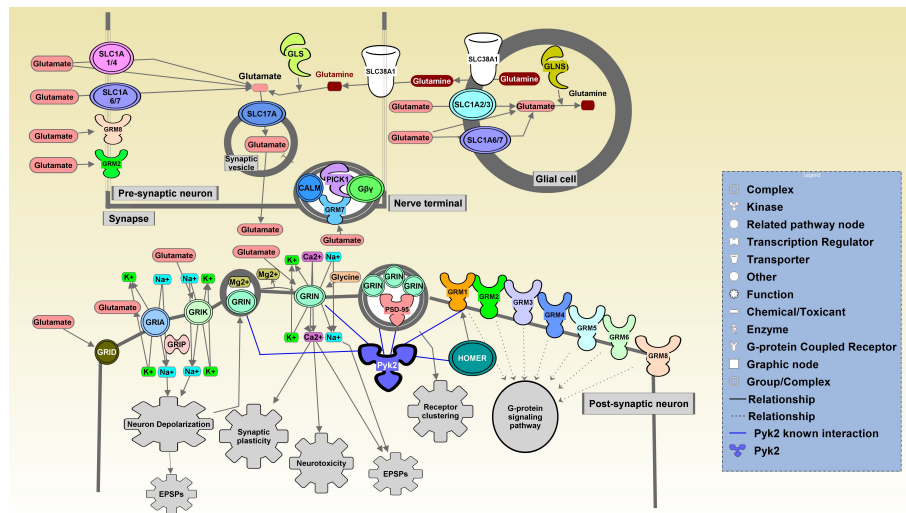 SLC1A
1/4
Glutamate
SLC1A
6/7
Glutamate
GRM8
Glutamate
GRM2
Glutamate
Pre-synaptic neuron
Synapse
Glutamate
GLS
Glutamine
SLC38A1
SLC17A
Glutamate
Synaptic
vesicle
CALM
PICK1
Gβγ
GRM7
Nerve terminal
Glutamate
Glutamate
Glutamine
SLC38A1
Glutamine
GLNS
Glutamine
Glutamate
SLC1A2/3
Glutamate
Glutamate
SLC1A6/7
Glial cell
Glutamate
GRID
Glutamate
K+
Na+
Glutamate
Na+
K+
GRIA
GRIK
GRIP
K+
Na+
Na+
K+
Mg2+
GRIN
Mg2+
Glutamate
K+
Ca2+
Na+
Glycine
GRIN
K+
Ca2+
Na+
GRIN
GRIN
GRIN
PSD-95
Pyk2
GRM1
GRM2
GRM3
GRM4
GRM5
GRM6
GRM8
HOMER
Neuron Depolarization
EPSPs
Synaptic
plasticity
Neurotoxicity
EPSPs
Receptor
clustering
G-protein
signaling
pathway
Post-synaptic neuron
Legend
Complex
Kinase
Related pathway node
Transcription Regulator
Transporter
Other
Function
Chemical/Toxicant
Enzyme
G-protein Coupled Receptor
Graphic node
Group/Complex
Relationship
Relationship
Pyk2 known interaction
Pyk2